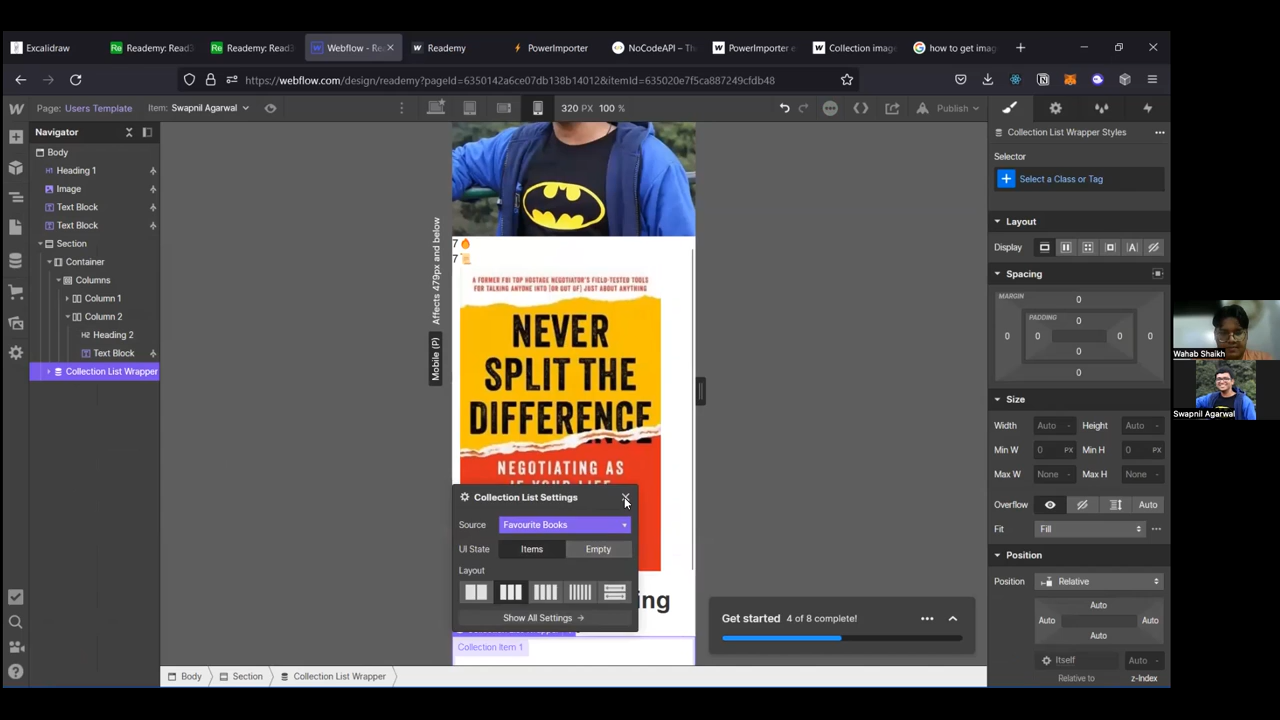 Excalidraw
Reademy: Read
Reademy: Read
Webflow - Re
Reademy
PowerImporter
NoCodeAPI – Th
PowerImporter e
Collection imag
how to get imag
https://webflow.com/design/reademy?pageId=6350142a6ce07db138b14012&itemId=635020e7f5ca887249cfdb48
Page: Users Template
Item: Swapnil Agarwal
320 PX 100 %
Publish
Navigator
Body
H1 Heading 1
Image
Text Block
Text Block
Section
Container
Columns
Column 1
Column 2
H2 Heading 2
Text Block
Collection List Wrapper
Affects 479px and below
Mobile (P)
7
7
A FORMER FBI TOP HOSTAGE NEGOTIATOR'S FIELD-TESTED TOOLS
FOR TALKING ANYONE INTO (OR OUT OF) JUST ABOUT ANYTHING
NEVER
SPLIT THE
DIFFERENCE
NEGOTIATING AS
IF YOUR LIFE
Collection List Settings
Source
Favourite Books
UI State
Items
Empty
Layout
Show All Settings
ing
Collection Item 1
Get started
4 of 8 complete!
Body
Section
Collection List Wrapper
Collection List Wrapper Styles
Selector
Select a Class or Tag
Layout
Display
Spacing
MARGIN
0
PADDING
0
0
0
0
0
0
0
Size
Width
Auto
-
Height
Auto
-
Min W
0
PX
Min H
0
PX
Max W
None
-
Max H
None
-
Overflow
Auto
Fit
Fill
Position
Position
Relative
Auto
Auto
Auto
Auto
Itself
Auto
Relative to
z-Index
Wahab Shaikh
Swapnil Agarwal